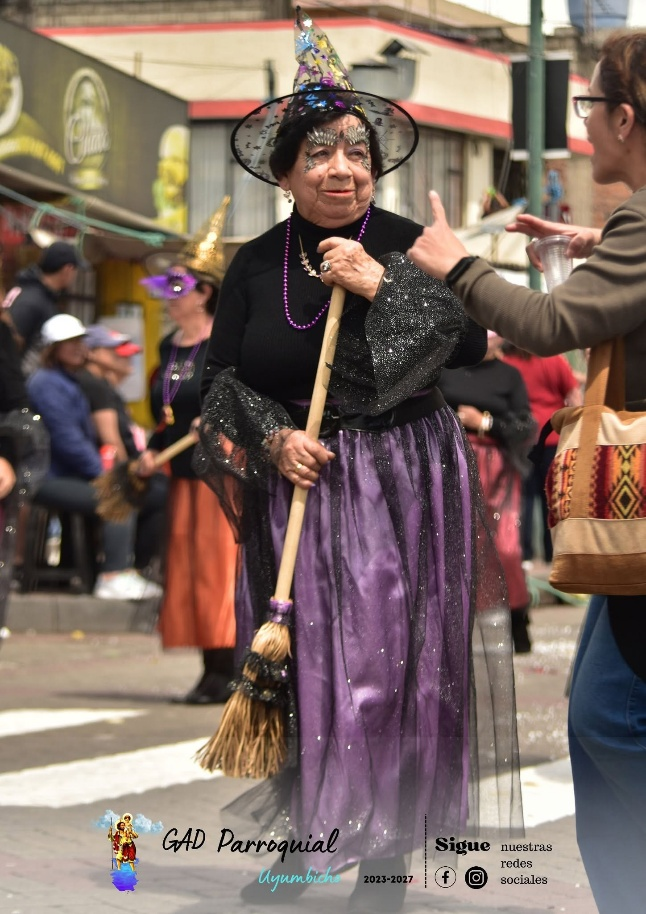 GAD Parroquial
Uyumbicho
2023-2027
Sigue nuestras
redes
sociales